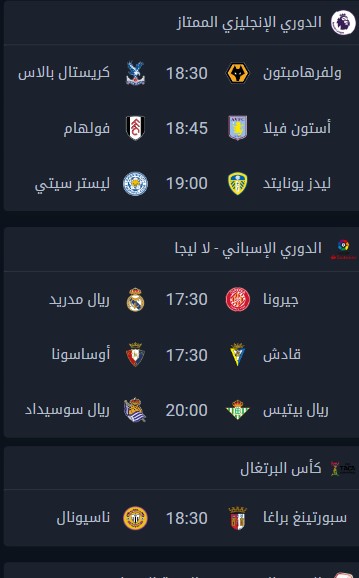 الدوري الإنجليزي الممتاز
ولفرهامبتون 18:30 كريستال بالاس
أستون فيلا 18:45 فولهام
ليدز يونايتد 19:00 ليستر سيتي
الدوري الإسباني - لا ليجا
جيرونا 17:30 ريال مدريد
قادش 17:30 أوساسونا
ريال بيتيس 20:00 ريال سوسيداد
كأس البرتغال
سبورتينغ براغا 18:30 ناسيونال